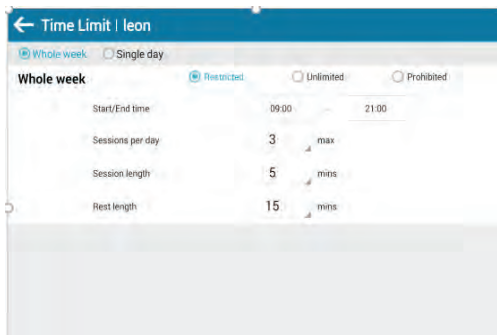 Time Limit | leon
Whole week Single day
Whole week Restricted Unlimited Prohibited
Start/End time 09:00 – 21:00
Sessions per day 3 max
Session length 5 mins
Rest length 15 mins